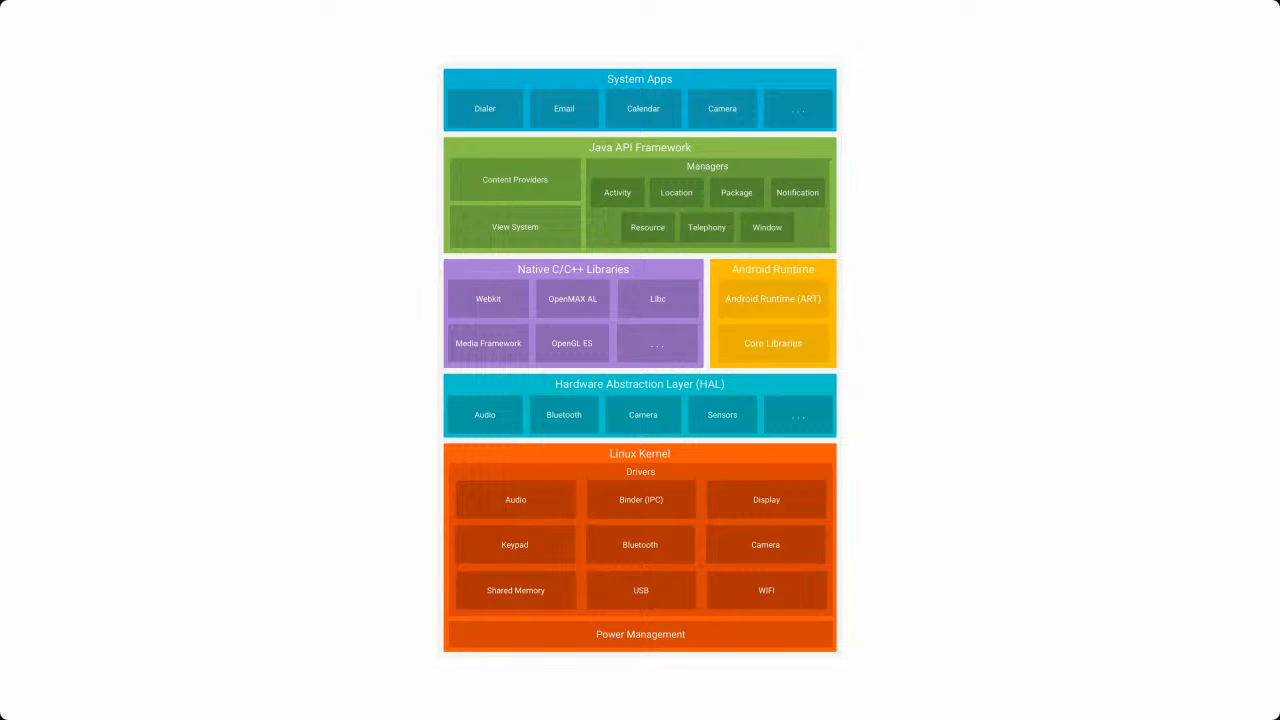 System Apps
Dialer
Email
Calendar
Camera
. . .
Java API Framework
Content Providers
View System
Managers
Activity
Location
Package
Notification
Resource
Telephony
Window
Native C/C++ Libraries
Webkit
OpenMAX AL
Libc
Media Framework
OpenGL ES
. . .
Android Runtime
Android Runtime (ART)
Core Libraries
Hardware Abstraction Layer (HAL)
Audio
Bluetooth
Camera
Sensors
. . .
Linux Kernel
Drivers
Audio
Binder (IPC)
Display
Keypad
Bluetooth
Camera
Shared Memory
USB
WIFI
Power Management